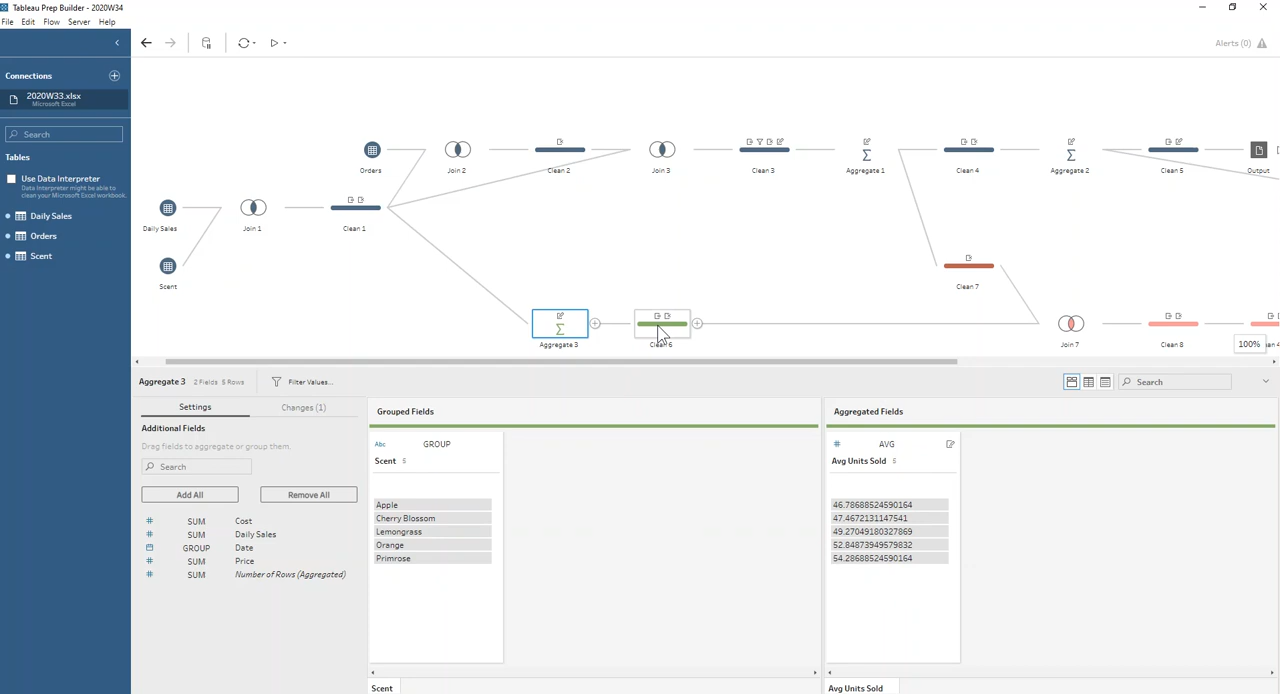 Tableau Prep Builder - 2020W34
File Edit Flow Server Help
Alerts (0)
Connections
2020W33.xlsx
Microsoft Excel
Search
Tables
Use Data Interpreter
Data Interpreter might be able to
clean your Microsoft Excel workbook.
Daily Sales
Orders
Scent
Orders
Join 2
Clean 2
Join 3
Clean 3
Aggregate 1
Clean 4
Aggregate 2
Clean 5
Output
Daily Sales
Join 1
Clean 1
Scent
Clean 7
Aggregate 3
Clean 6
Join 7
Clean 8
100%
Aggregate 3 2 Fields 5 Rows
Filter Values...
Search
Settings
Changes (1)
Additional Fields
Drag fields to aggregate or group them.
Search
Add All
Remove All
# SUM Cost
# SUM Daily Sales
GROUP Date
# SUM Price
# SUM Number of Rows (Aggregated)
Grouped Fields
Abc GROUP
Scent 5
Apple
Cherry Blossom
Lemongrass
Orange
Primrose
Scent
Aggregated Fields
# AVG
Avg Units Sold 5
46.78688524590164
47.4672131147541
49.27049180327869
52.84873949579832
54.28688524590164
Avg Units Sold